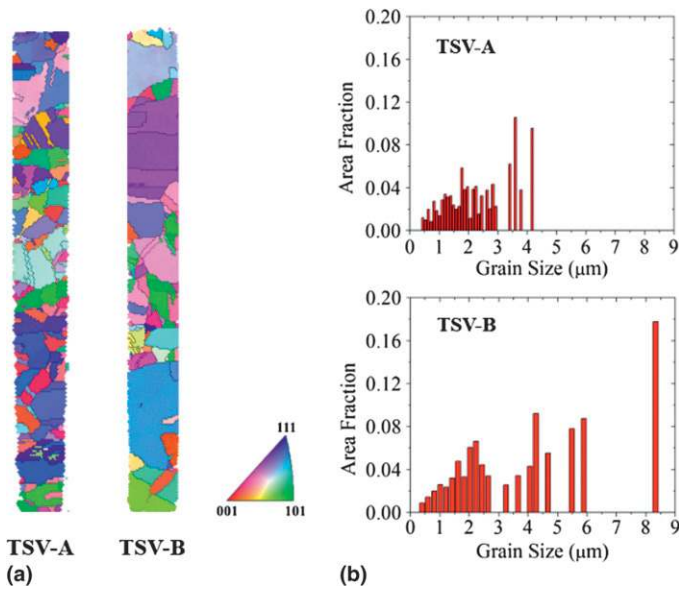 111
001
101
TSV-A
TSV-B
(a)
0.20
0.16
0.12
0.08
0.04
0.00
Area Fraction
TSV-A
0 1 2 3 4 5 6 7 8 9
Grain Size (μm)
0.20
0.16
0.12
0.08
0.04
0.00
Area Fraction
TSV-B
0 1 2 3 4 5 6 7 8 9
Grain Size (μm)
(b)